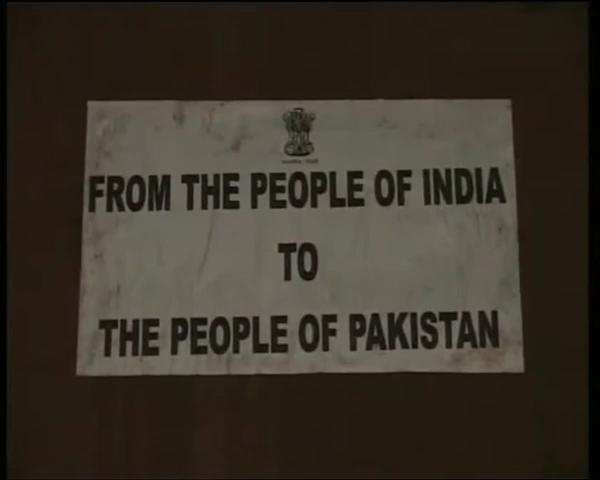 FROM THE PEOPLE OF INDIA
TO
THE PEOPLE OF PAKISTAN